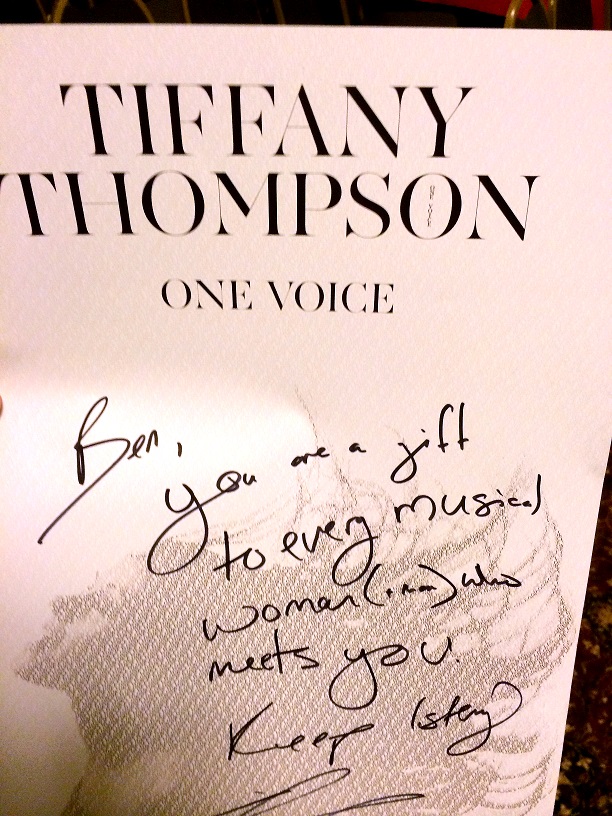 TIFFANY
THOMPSON
ONE VOICE
Ben,
you are a gift
to every musical
woman (+man) who
meets you.
Keep